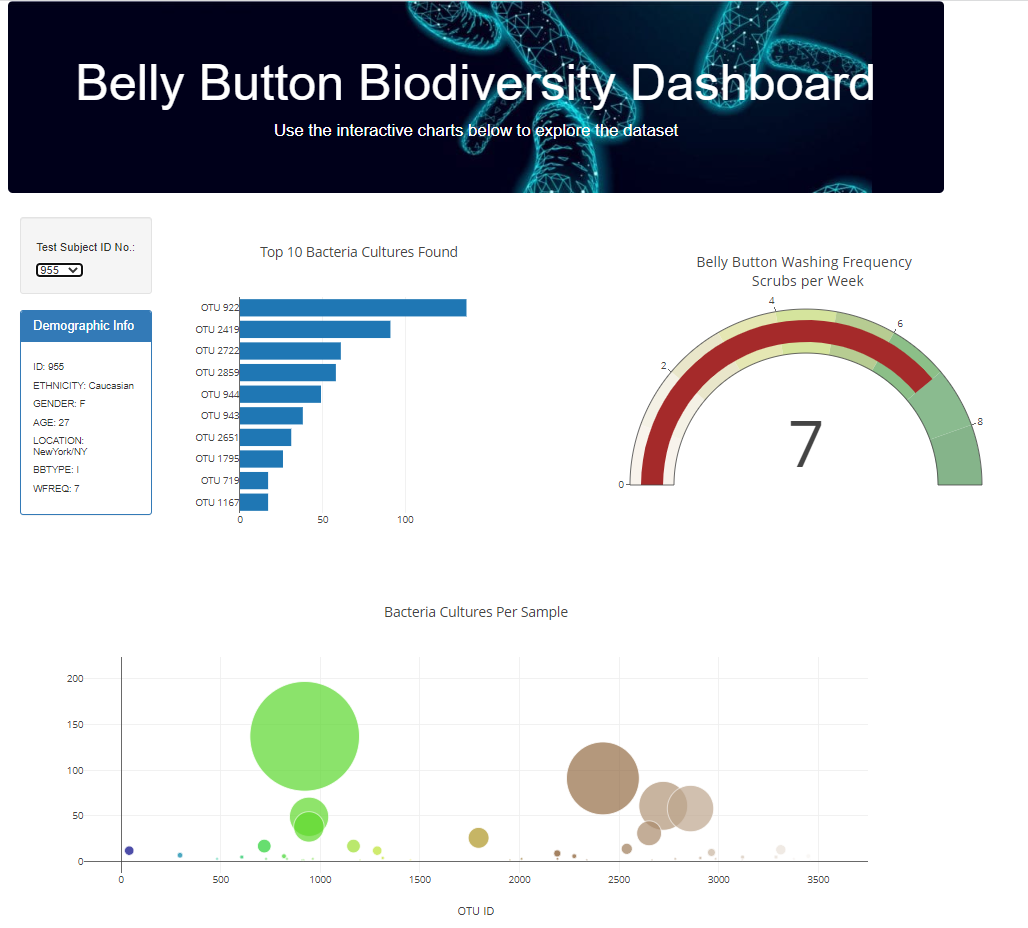 Belly Button Biodiversity Dashboard
Use the interactive charts below to explore the dataset
Test Subject ID No.:
955
Demographic Info
ID: 955
ETHNICITY: Caucasian
GENDER: F
AGE: 27
LOCATION:
NewYork/NY
BBTYPE: I
WFREQ: 7
Top 10 Bacteria Cultures Found
OTU 922
OTU 2419
OTU 2722
OTU 2859
OTU 944
OTU 943
OTU 2651
OTU 1795
OTU 719
OTU 1167
0 50 100
Belly Button Washing Frequency
Scrubs per Week
0
2
4
6
8
7
Bacteria Cultures Per Sample
200
150
100
50
0
0 500 1000 1500 2000 2500 3000 3500
OTU ID